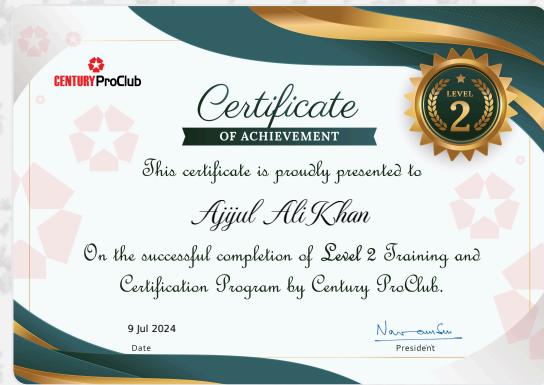 CENTURY ProClub
LEVEL
2
Certificate
OF ACHIEVEMENT
This certificate is proudly presented to
Ajijul Ali Khan
On the successful completion of Level 2 Training and
Certification Program by Century ProClub.
9 Jul 2024
Date
President